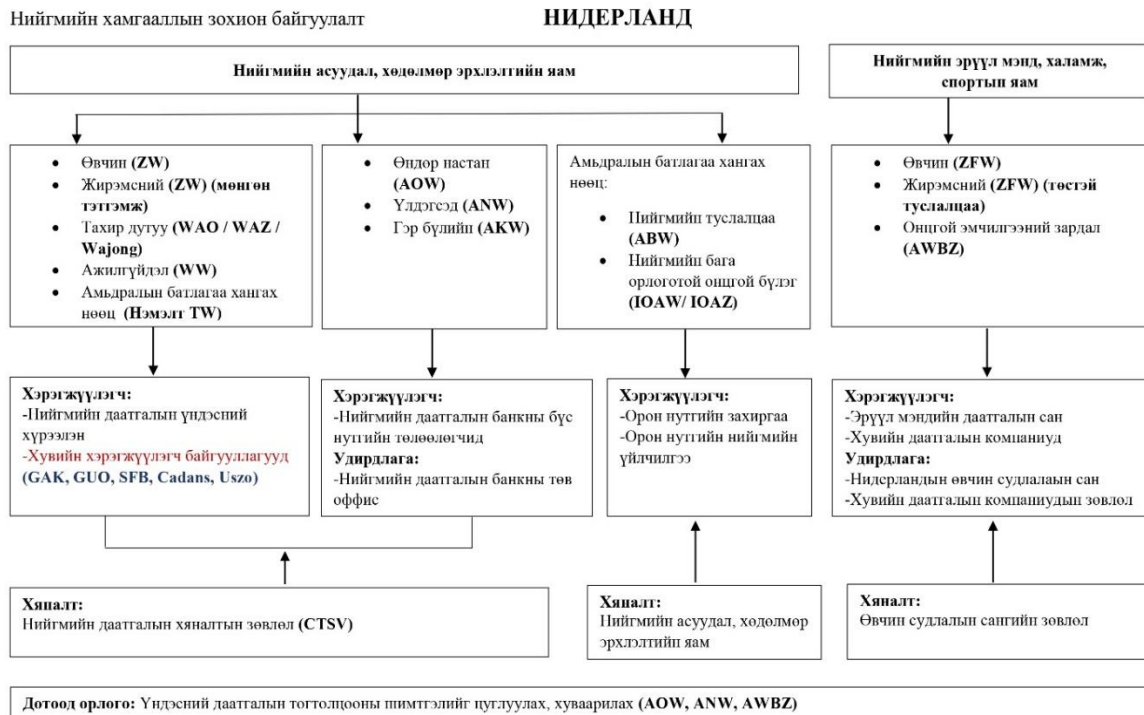 Нийгмийн хамгааллын зохион байгуулалт
НИДЕРЛАНД
Нийгмийн асуудал, хөдөлмөр эрхлэлтийн яам
Нийгмийн эрүүл мэнд, халамж,
спортын яам
• Өвчин (ZW)
• Жирэмсний (ZW) (мөнгөн
тэтгэмж)
• Тахир дутуу (WAO / WAZ /
Wajong)
• Ажилгүйдэл (WW)
• Амьдралын батлагаа хангах
нөөц (Нэмэлт TW)
• Өндөр настан
(AOW)
• Үлдэгсэд (ANW)
• Гэр бүлийн (AKW)
Амьдралын батлагаа хангах
нөөц:
• Нийгмийн туслалцаа
(ABW)
• Нийгмийн бага
орлоготой онцгой бүлэг
(IOAW/ IOAZ)
• Өвчин (ZFW)
• Жирэмсний (ZFW) (төстэй
туслалцаа)
• Онцгой эмчилгээний зардал
(AWBZ)
Хэрэгжүүлэгч:
-Нийгмийн даатгалын үндэсний
хүрээлэн
-Хувийн хэрэгжүүлэгч байгууллагууд
(GAK, GUO, SFB, Cadans, Uszo)
Хэрэгжүүлэгч:
-Нийгмийн даатгалын банкны бүс
нутгийн төлөөлөгчид
Удирдлага:
-Нийгмийн даатгалын банкны төв
оффис
Хэрэгжүүлэгч:
-Орон нутгийн захиргаа
-Орон нутгийн нийгмийн
үйлчилгээ
Хэрэгжүүлэгч:
-Эрүүл мэндийн даатгалын сан
-Хувийн даатгалын компаниуд
Удирдлага:
-Нидерландын өвчин судлалаын сан
-Хувийн даатгалын компаниудын зөвлөл
Хяналт:
Нийгмийн даатгалын хяналтын зөвлөл (CTSV)
Хяналт:
Нийгмийн асуудал, хөдөлмөр
эрхлэлтийн яам
Хяналт:
Өвчин судлалын сангийн зөвлөл
Дотоод орлого: Үндэсний даатгалын тогтолцооны шимтгэлийг цуглуулах, хуваарилах (AOW, ANW, AWBZ)